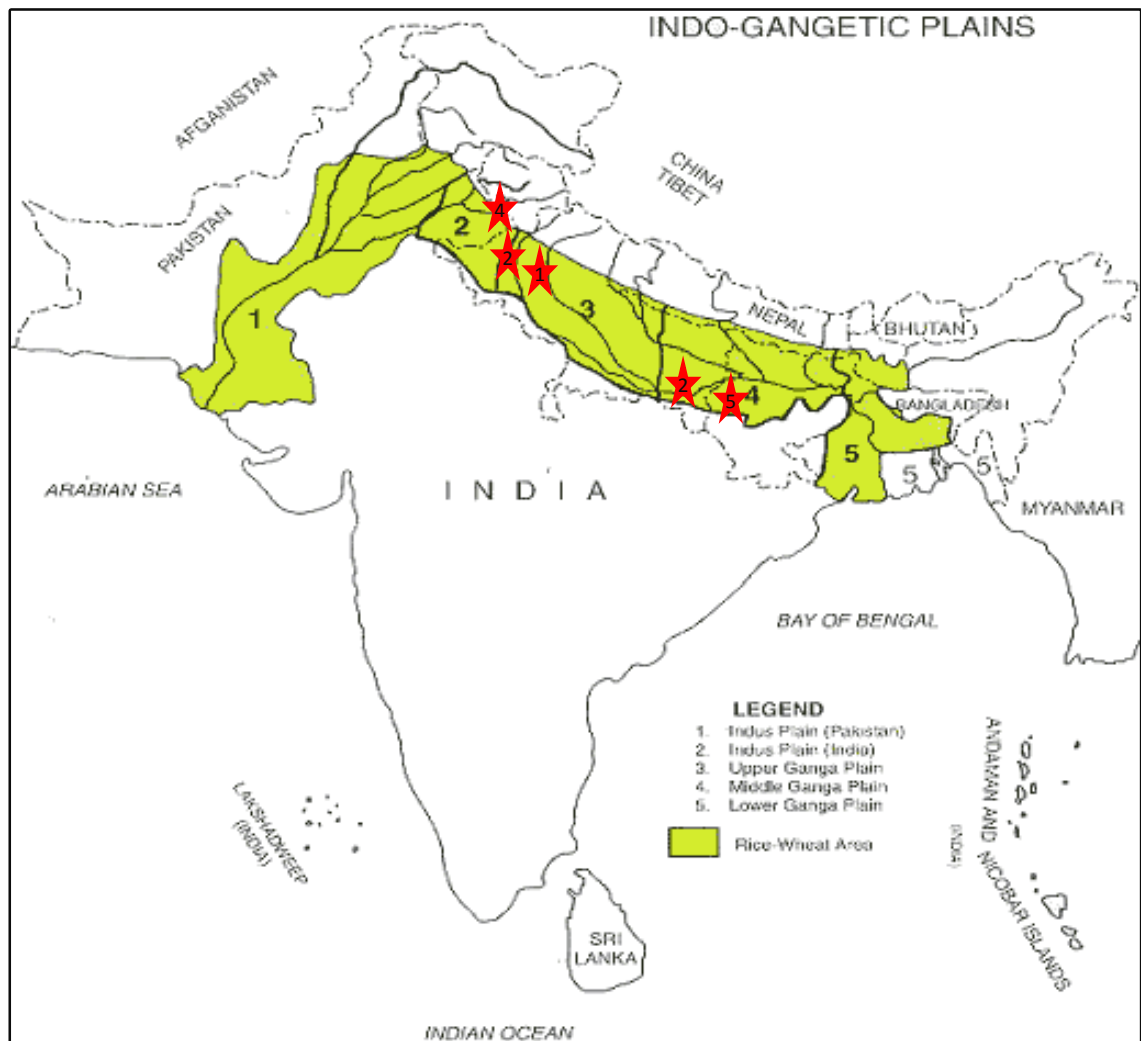 INDO-GANGETIC PLAINS
AFGANISTAN
CHINA
TIBET
PAKISTAN
4
2
2
1
1
3
NEPAL
BHUTAN
2
5
4
BANGLADESH
5
5
5
ARABIAN SEA
INDIA
MYANMAR
BAY OF BENGAL
LEGEND
1. Indus Plain (Pakistan)
2. Indus Plain (India)
3. Upper Ganga Plain
4. Middle Ganga Plain
5. Lower Ganga Plain
Rice-Wheat Area
LAKSHADWEEP
(INDIA)
ANDAMAN AND
NICOBAR ISLANDS
(INDIA)
SRI
LANKA
INDIAN OCEAN